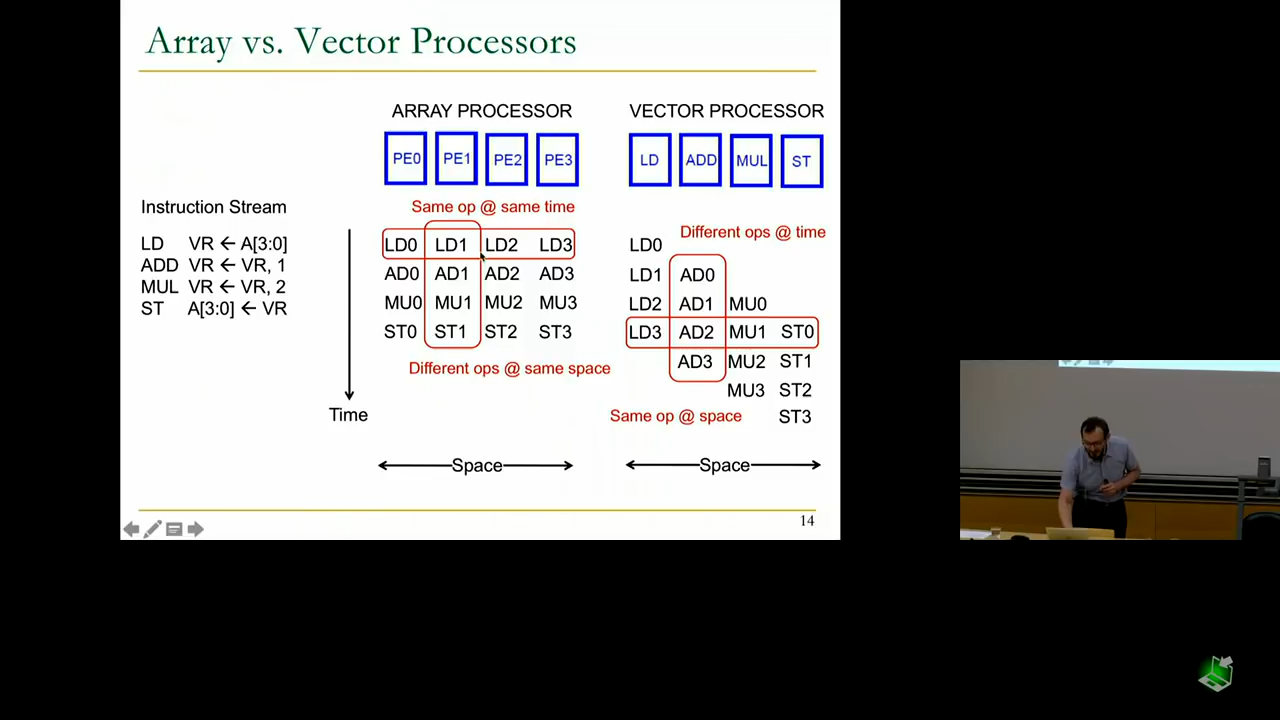 Array vs. Vector Processors
ARRAY PROCESSOR
VECTOR PROCESSOR
PE0 PE1 PE2 PE3
LD ADD MUL ST
Instruction Stream
LD VR ← A[3:0]
ADD VR ← VR, 1
MUL VR ← VR, 2
ST A[3:0] ← VR
Time
Same op @ same time
LD0 LD1 LD2 LD3
AD0 AD1 AD2 AD3
MU0 MU1 MU2 MU3
ST0 ST1 ST2 ST3
Different ops @ same space
Space
Different ops @ time
LD0
LD1 AD0
LD2 AD1 MU0
LD3 AD2 MU1 ST0
AD3 MU2 ST1
MU3 ST2
ST3
Same op @ space
Space
14